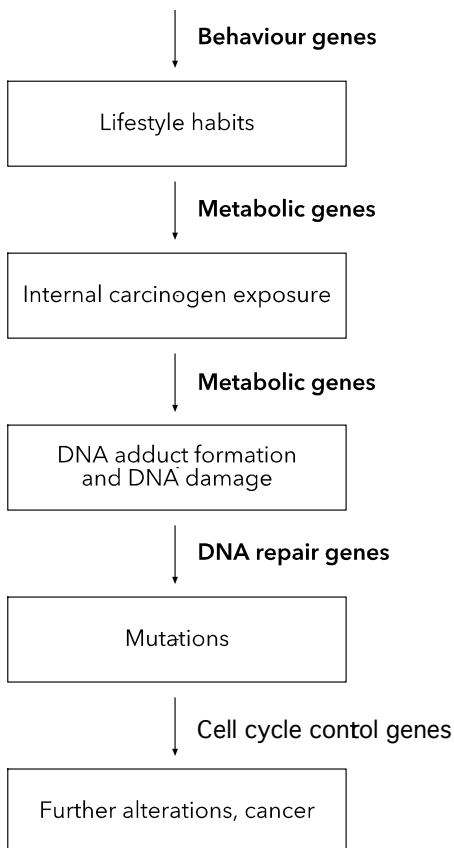 Behaviour genes
Lifestyle habits
Metabolic genes
Internal carcinogen exposure
Metabolic genes
DNA adduct formation
and DNA damage
DNA repair genes
Mutations
Cell cycle contol genes
Further alterations, cancer